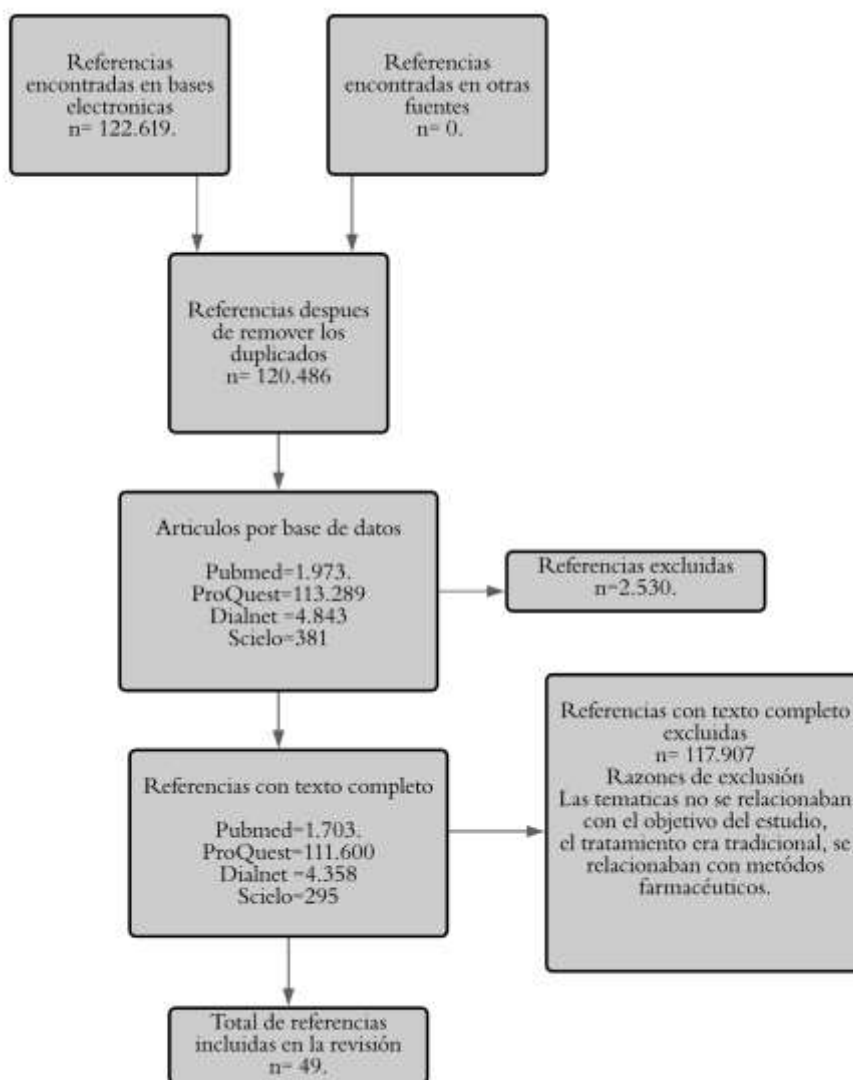 Referencias
encontradas en bases
electronicas
n= 122.619.
Referencias
encontradas en otras
fuentes
n= 0.
Referencias despues
de remover los
duplicados
n= 120.486
Articulos por base de datos
Pubmed=1.973.
ProQuest=113.289
Dialnet =4.843
Scielo=381
Referencias excluidas
n=2.530.
Referencias con texto completo
Pubmed=1.703.
ProQuest=111.600
Dialnet =4.358
Scielo=295
Referencias con texto completo
excluidas
n= 117.907
Razones de exclusión
Las tematicas no se relacionaban
con el objetivo del estudio,
el tratamiento era tradicional, se
relacionaban con metódos
farmacéuticos.
Total de referencias
incluidas en la revisión
n= 49.